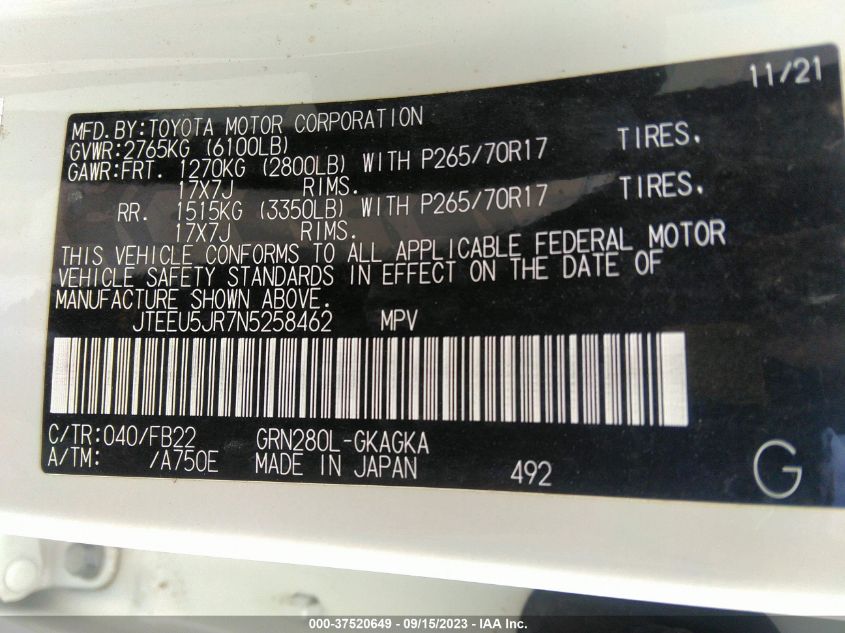 11/21
MFD. BY:TOYOTA MOTOR CORPORATION
GVWR:2765KG (6100LB)
GAWR:FRT. 1270KG (2800LB) WITH P265/70R17 TIRES.
17X7J RIMS.
RR. 1515KG (3350LB) WITH P265/70R17 TIRES.
17X7J RIMS.
THIS VEHICLE CONFORMS TO ALL APPLICABLE FEDERAL MOTOR
VEHICLE SAFETY STANDARDS IN EFFECT ON THE DATE OF
MANUFACTURE SHOWN ABOVE.
JTEEU5JR7N5258462 MPV
C/TR:040/FB22 GRN280L-GKAGKA
A/TM: /A750E MADE IN JAPAN 492 G
000-37520649 - 09/15/2023 - IAA Inc.